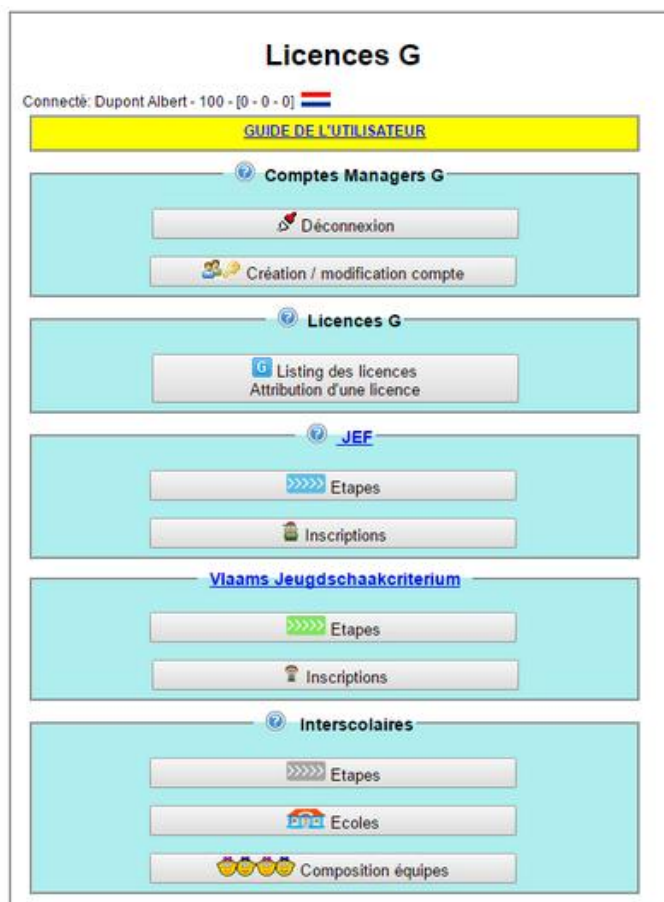 Licences G
Connecté: Dupont Albert - 100 - [0 - 0 - 0]
GUIDE DE L'UTILISATEUR
Comptes Managers G
Déconnexion
Création / modification compte
Licences G
G Listing des licences
Attribution d'une licence
JEF
Etapes
Inscriptions
Vlaams Jeugdschaakcriterium
Etapes
Inscriptions
Interscolaires
Etapes
Ecoles
Composition équipes